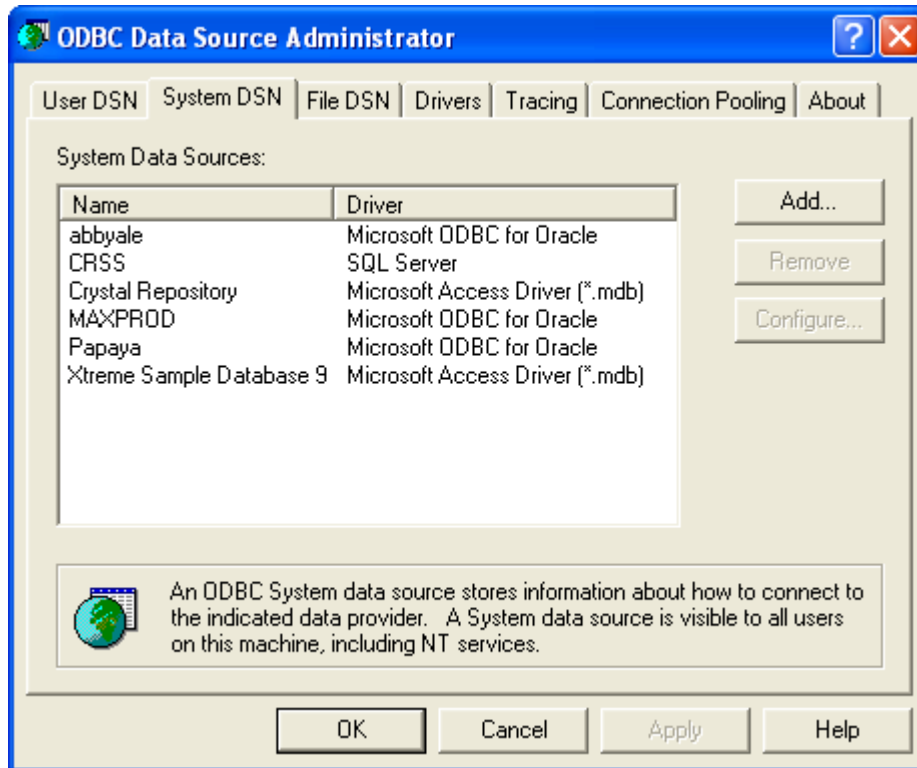 ODBC Data Source Administrator
User DSN System DSN File DSN Drivers Tracing Connection Pooling About
System Data Sources:
Name Driver
abbyale Microsoft ODBC for Oracle
CRSS SQL Server
Crystal Repository Microsoft Access Driver (*.mdb)
MAXPROD Microsoft ODBC for Oracle
Papaya Microsoft ODBC for Oracle
Xtreme Sample Database 9 Microsoft Access Driver (*.mdb)
Add...
Remove
Configure...
An ODBC System data source stores information about how to connect to
the indicated data provider. A System data source is visible to all users
on this machine, including NT services.
OK Cancel Apply Help